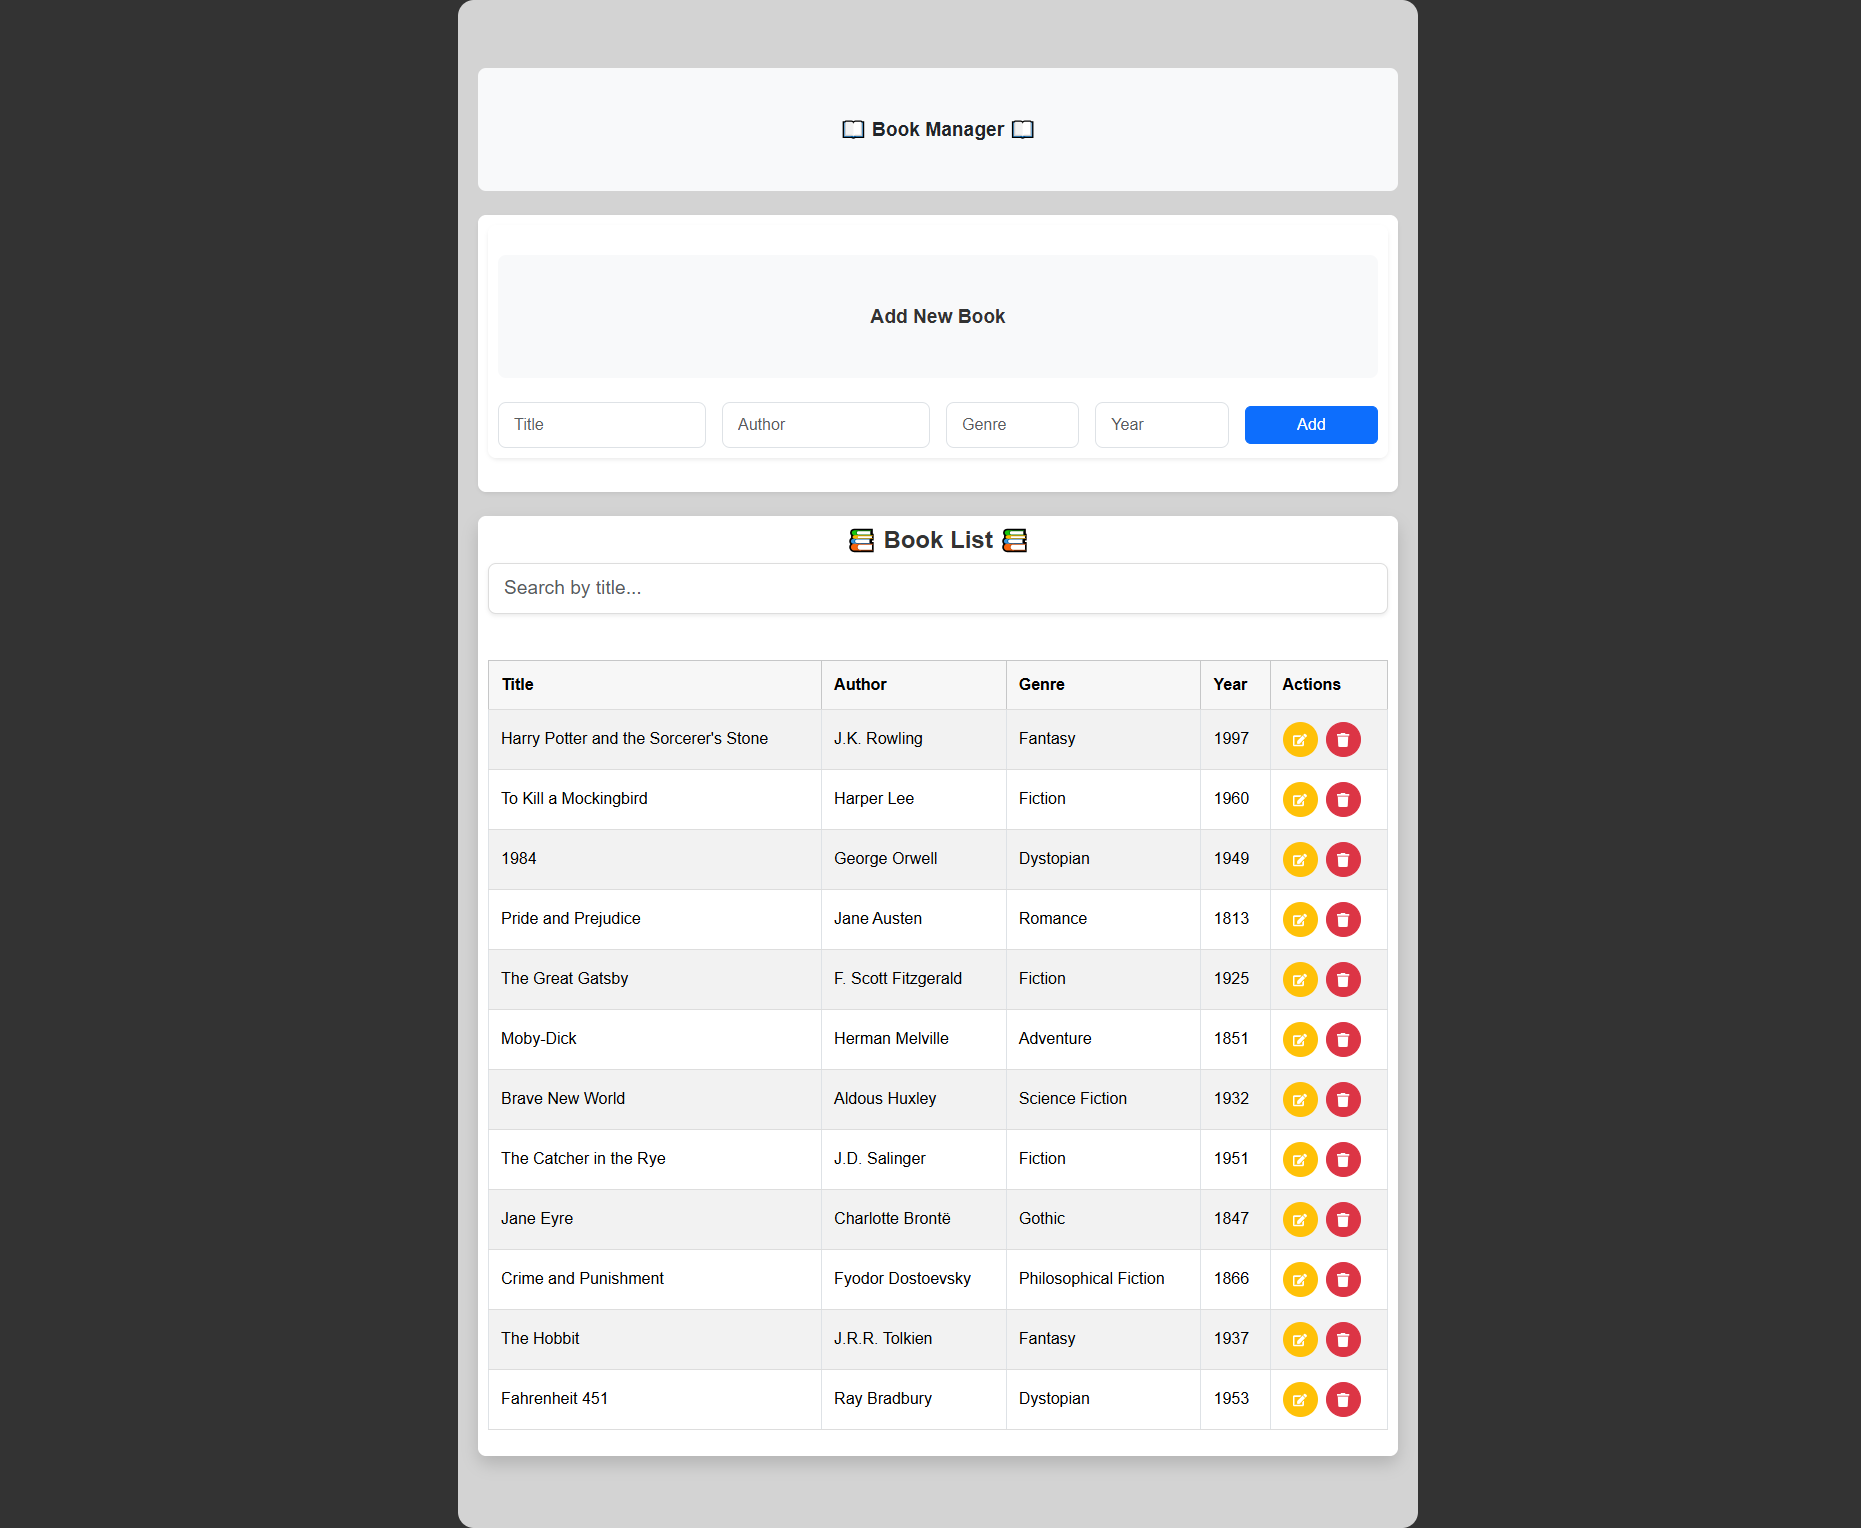 📖 Book Manager 📖
Add New Book
Title Author Genre Year Add
📚 Book List 📚
Search by title...
Title Author Genre Year Actions
Harry Potter and the Sorcerer's Stone J.K. Rowling Fantasy 1997
To Kill a Mockingbird Harper Lee Fiction 1960
1984 George Orwell Dystopian 1949
Pride and Prejudice Jane Austen Romance 1813
The Great Gatsby F. Scott Fitzgerald Fiction 1925
Moby-Dick Herman Melville Adventure 1851
Brave New World Aldous Huxley Science Fiction 1932
The Catcher in the Rye J.D. Salinger Fiction 1951
Jane Eyre Charlotte Brontë Gothic 1847
Crime and Punishment Fyodor Dostoevsky Philosophical Fiction 1866
The Hobbit J.R.R. Tolkien Fantasy 1937
Fahrenheit 451 Ray Bradbury Dystopian 1953